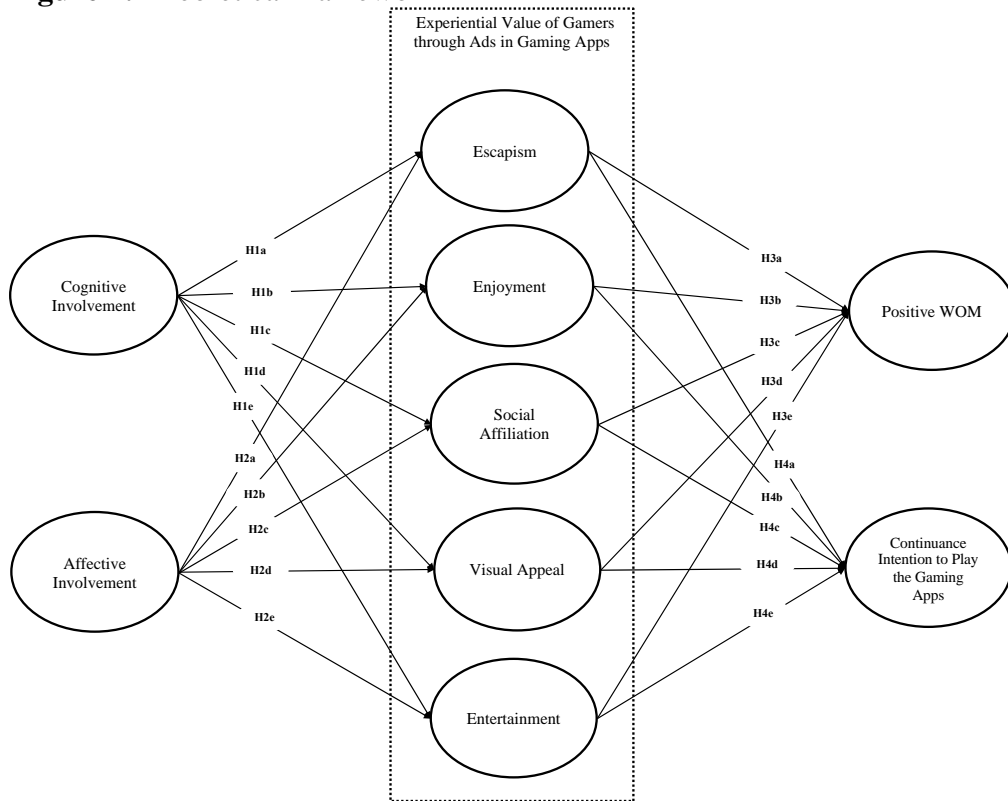 Experiential Value of Gamers
through Ads in Gaming Apps
Escapism
Enjoyment
Social
Affiliation
Visual Appeal
Entertainment
Cognitive
Involvement
Affective
Involvement
Positive WOM
Continuance
Intention to Play
the Gaming
Apps
H1a
H1b
H1c
H1d
H1e
H2a
H2b
H2c
H2d
H2e
H3a
H3b
H3c
H3d
H3e
H4a
H4b
H4c
H4d
H4e